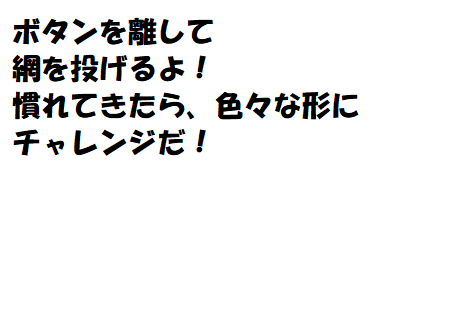 ボタンを離して
網を投げるよ！
慣れてきたら、色々な形に
チャレンジだ！